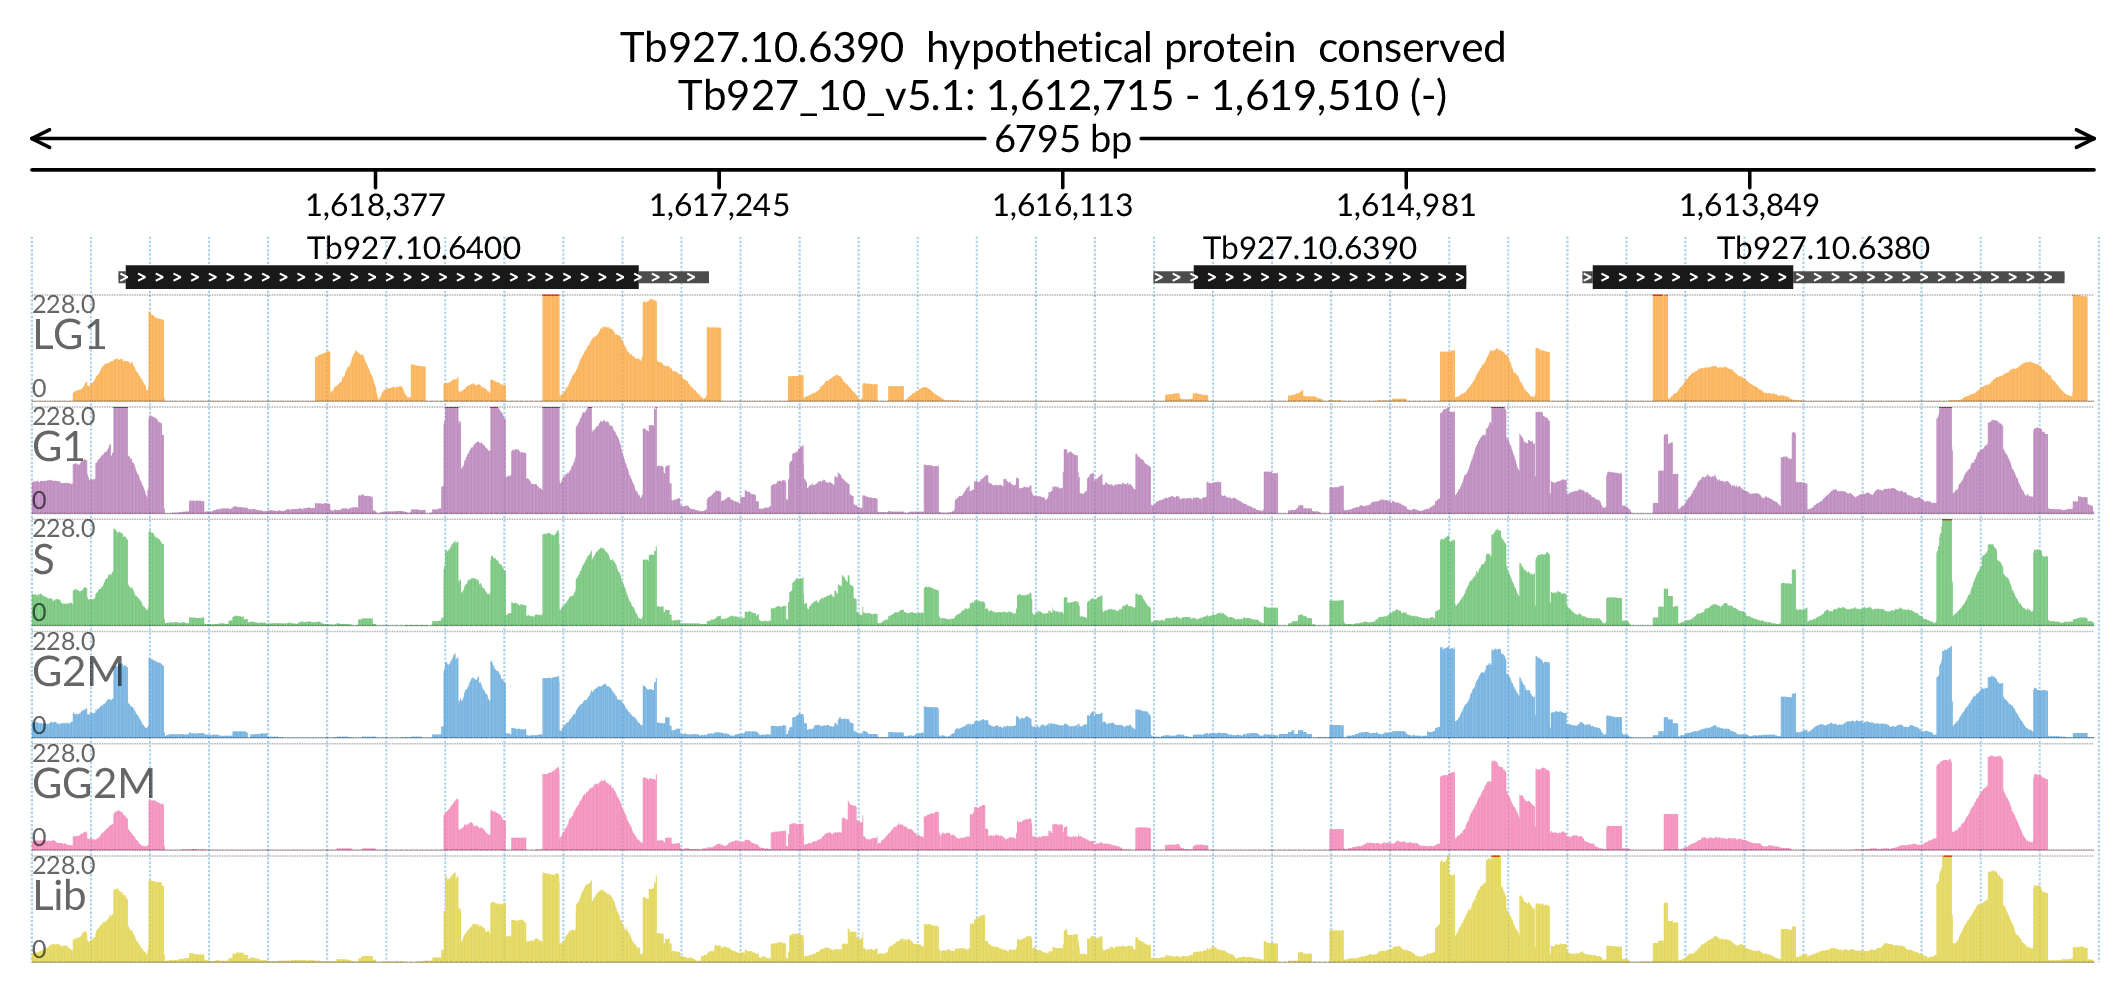 Tb927.10.6390 hypothetical protein conserved
Tb927_10_v5.1: 1,612,715 - 1,619,510 (-)
6795 bp
1,618,377 1,617,245 1,616,113 1,614,981 1,613,849
Tb927.10.6400 Tb927.10.6390 Tb927.10.6380
228.0
LG1
0
228.0
G1
0
228.0
S
0
228.0
G2M
0
228.0
GG2M
0
228.0
Lib
0